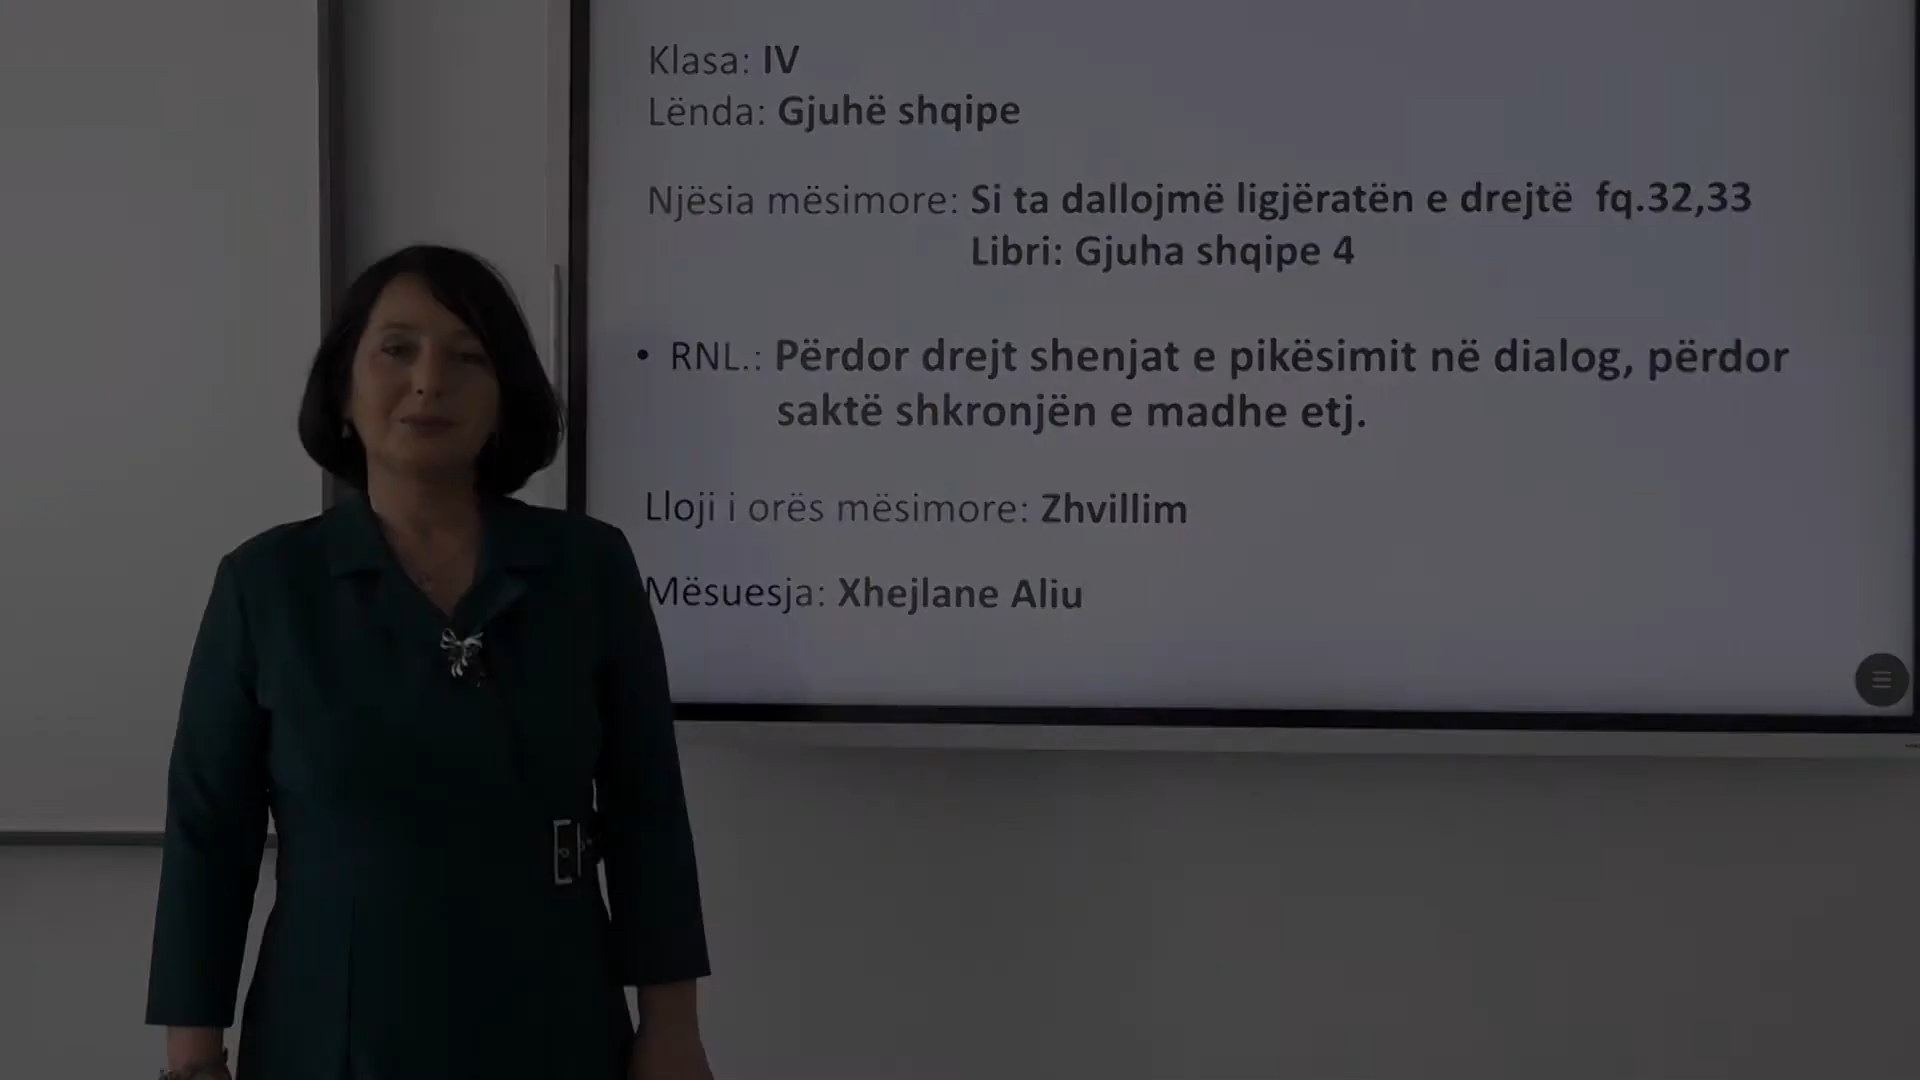 Klasa: IV
Lënda: Gjuhë shqipe
Njësia mësimore: Si ta dallojmë ligjëratën e drejtë fq.32,33
Libri: Gjuha shqipe 4
• RNL.: Përdor drejt shenjat e pikësimit në dialog, përdor
saktë shkronjën e madhe etj.
Lloji i orës mësimore: Zhvillim
Mësuesja: Xhejlane Aliu